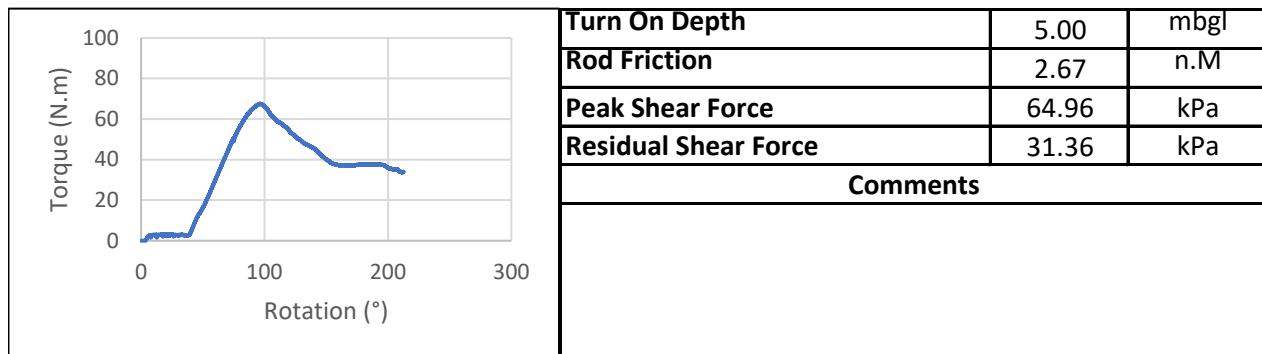 100
80
60
40
20
0
0 100 200 300
Torque (N.m)
Rotation (°)
Turn On Depth 5.00 mbgl
Rod Friction 2.67 n.M
Peak Shear Force 64.96 kPa
Residual Shear Force 31.36 kPa
Comments